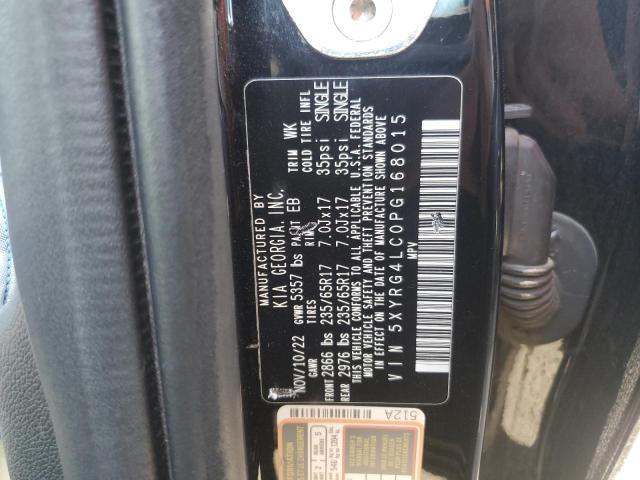 MANUFACTURED BY
KIA GEORGIA, INC.
NOV/10/22 GVWR 5357 lbs PAINT EB TRIM WK
GAWR TIRES RIMS COLD TIRE INFL
FRONT 2866 lbs 235/65R17 7.0Jx17 35psi SINGLE
REAR 2976 lbs 235/65R17 7.0Jx17 35psi SINGLE
THIS VEHICLE CONFORMS TO ALL APPLICABLE U.S.A. FEDERAL
MOTOR VEHICLE SAFETY AND THEFT PREVENTION STANDARDS
IN EFFECT ON THE DATE OF MANUFACTURE SHOWN ABOVE
VIN 5XYRG4LC0PG168015
MPV
512A